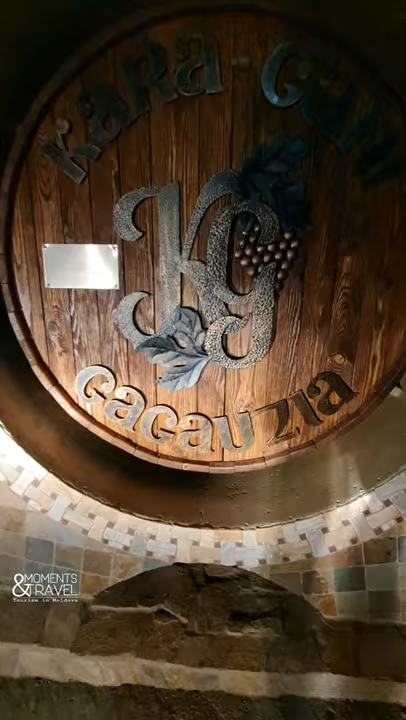 KaRa-Gani
KG
GaGauzia
&MOMENTS
TRAVEL
Tourism in Moldova